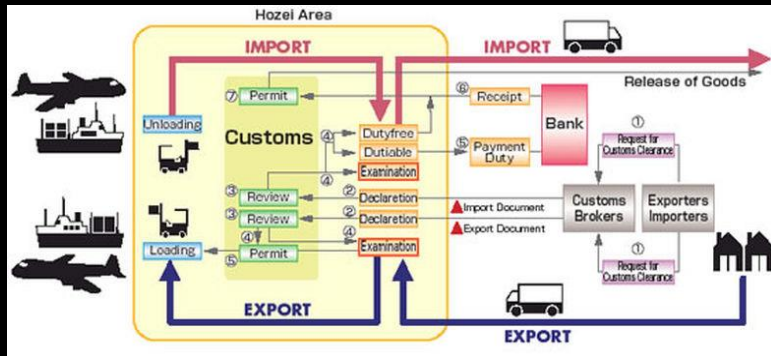 Hozei Area
IMPORT
IMPORT
Release of Goods
⑦ Permit
⑥ Receipt
①
Unloading
Customs
④
Dutyfree
Bank
Request for
Customs Clearance
Dutiable
⑤
Payment
Duty
④
Examination
③ Review
② Declaretion
Import Document
Customs
Brokers
Exporters
Importers
③ Review
② Declaretion
Export Document
④
④
Examination
①
Loading
⑤ Permit
Request for
Customs Clearance
EXPORT
EXPORT